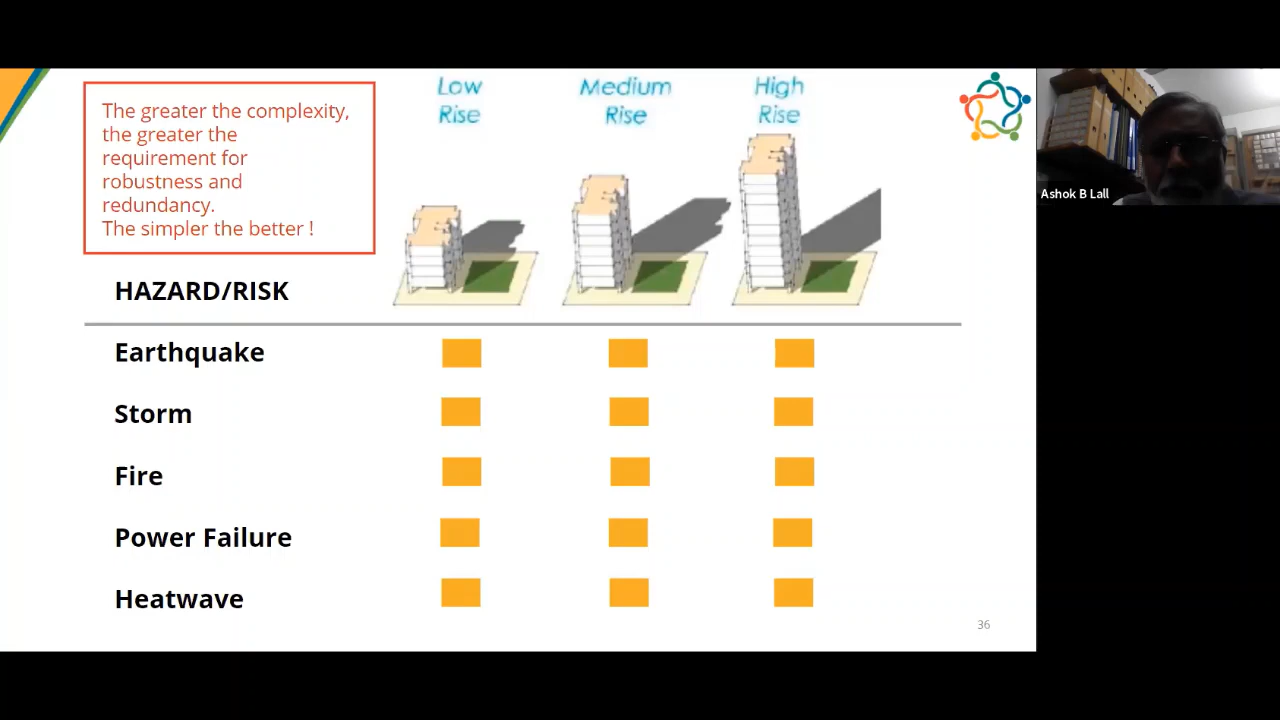 The greater the complexity,
the greater the
requirement for
robustness and
redundancy.
The simpler the better !
Low
Rise
Medium
Rise
High
Rise
Ashok B Lall
HAZARD/RISK
Earthquake
Storm
Fire
Power Failure
Heatwave
36